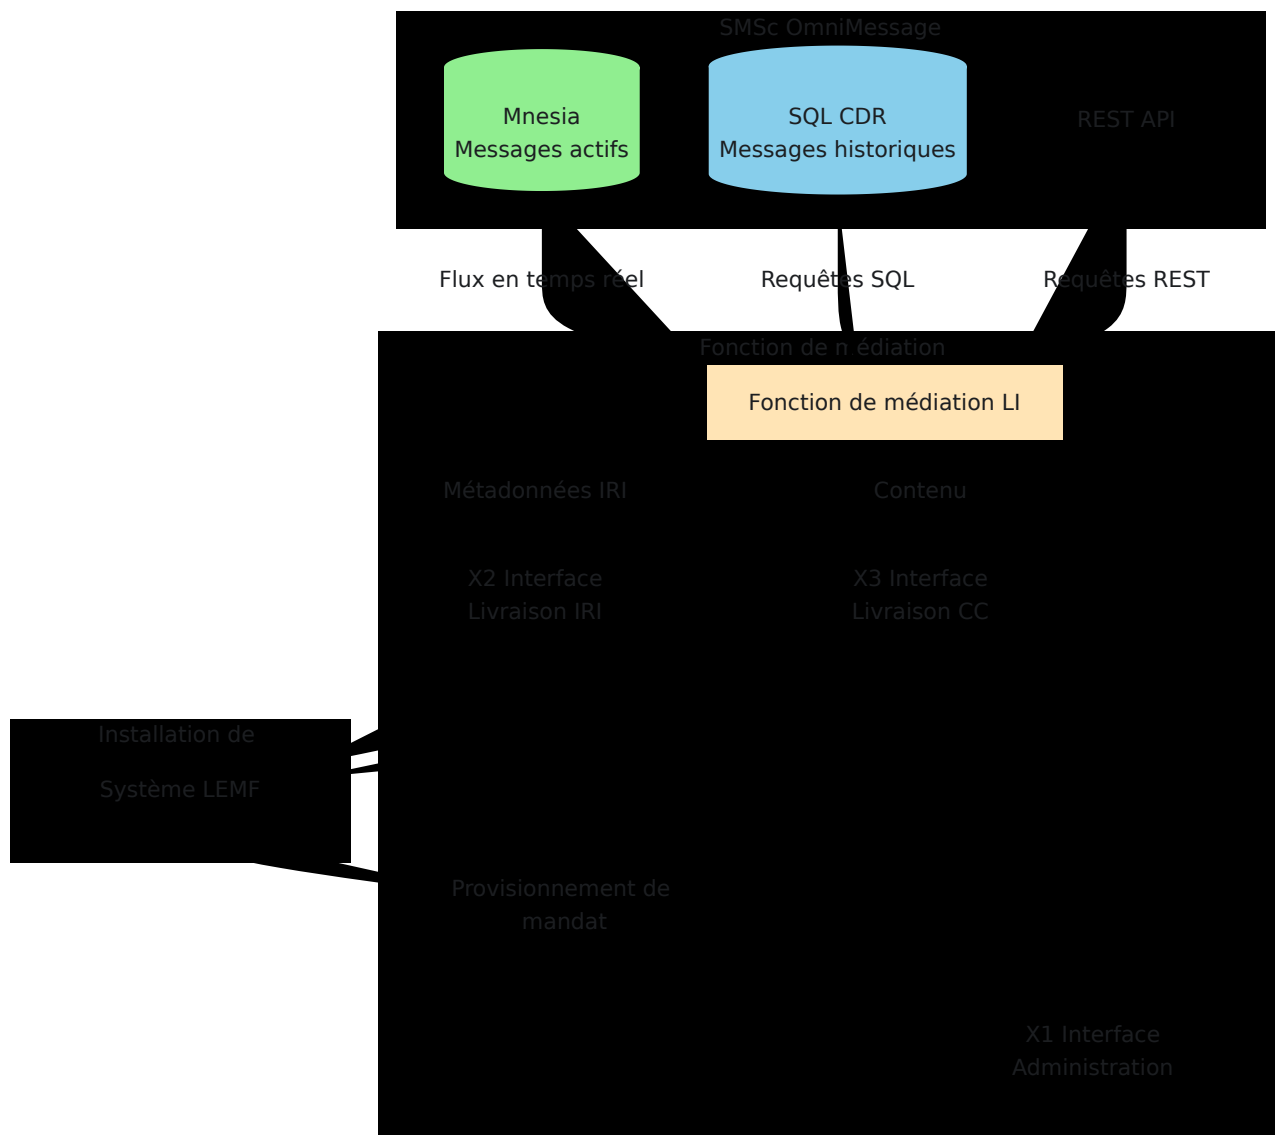 SMSc OmniMessage
Mnesia
Messages actifs
SQL CDR
Messages historiques
REST API
Flux en temps réel
Requêtes SQL
Requêtes REST
Fonction de médiation
Fonction de médiation LI
Métadonnées IRI
Contenu
X2 Interface
Livraison IRI
X3 Interface
Livraison CC
Installation de
Système LEMF
Provisionnement de
mandat
X1 Interface
Administration